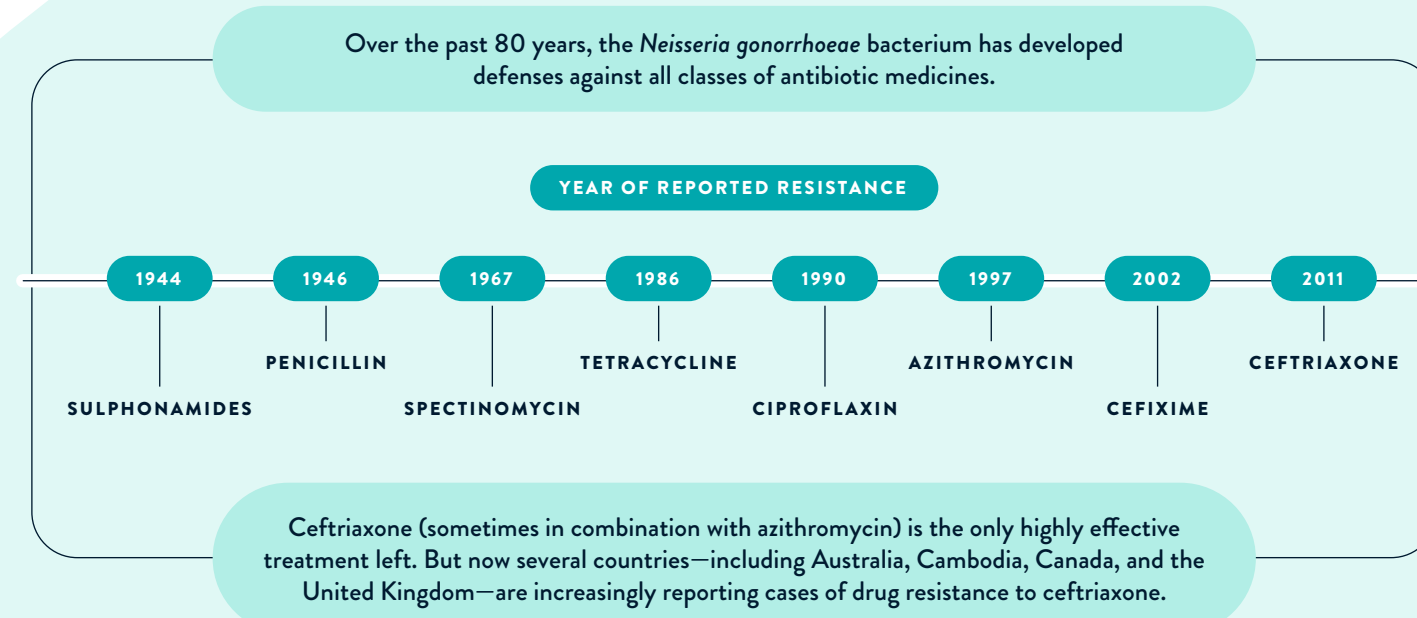 Over the past 80 years, the Neisseria gonorrhoeae bacterium has developed
defenses against all classes of antibiotic medicines.
YEAR OF REPORTED RESISTANCE
1944
1946
1967
1986
1990
1997
2002
2011
PENICILLIN
TETRACYCLINE
AZITHROMYCIN
CEFTRIAXONE
SULPHONAMIDES
SPECTINOMYCIN
CIPROFLAXIN
CEFIXIME
Ceftriaxone (sometimes in combination with azithromycin) is the only highly effective
treatment left. But now several countries—including Australia, Cambodia, Canada, and the
United Kingdom—are increasingly reporting cases of drug resistance to ceftriaxone.